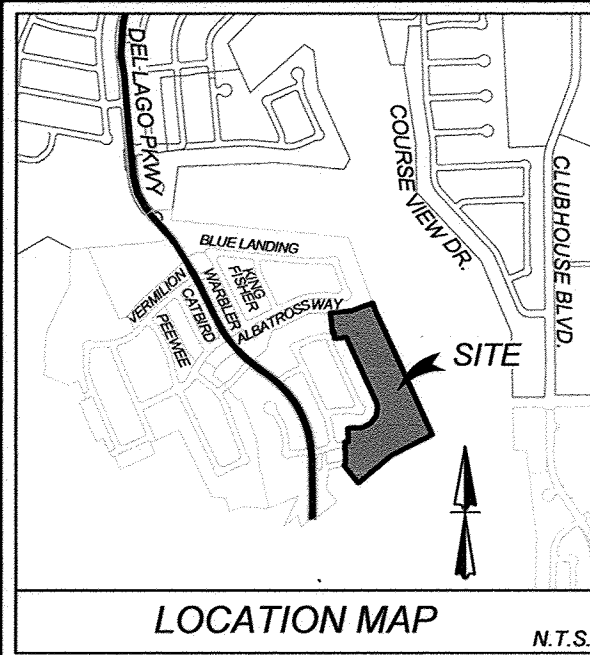 DEL LAGO PKWY
COURSE VIEW DR.
CLUBHOUSE BLVD.
BLUE LANDING
KING
FISHER
VERMILION
WARBLER
CATBIRD
PEEWEE
ALBATROSS WAY
SITE
LOCATION MAP
N.T.S.